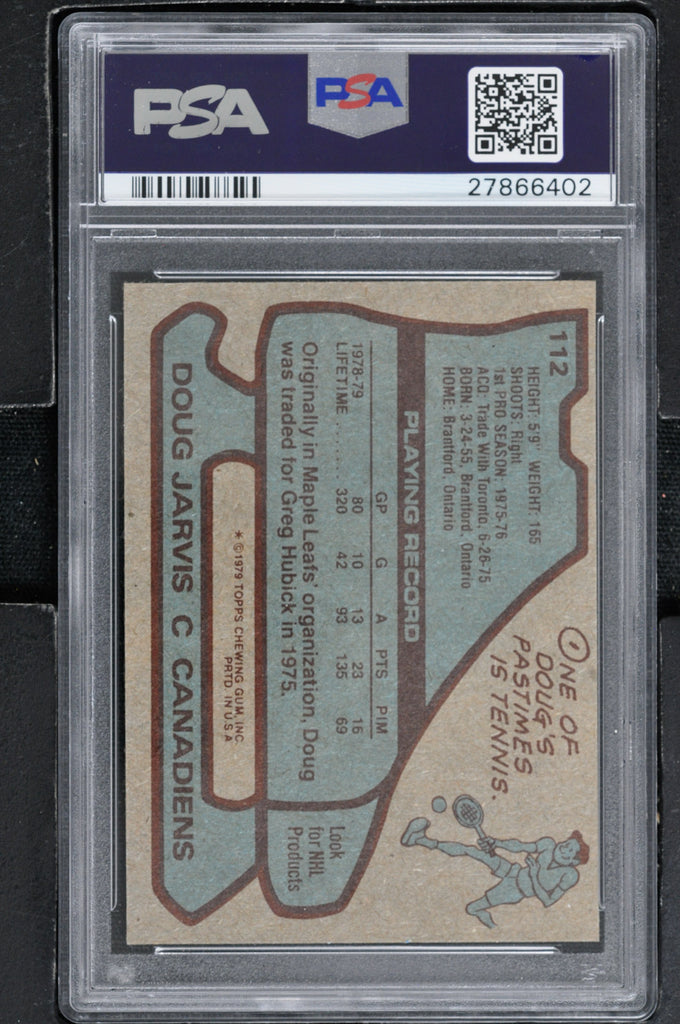 PSA
PSA
27866402
112
HEIGHT: 5'9" WEIGHT: 165
SHOOTS: Right
1st PRO SEASON: 1975-76
ACQ: Trade With Toronto, 6-26-75
BORN: 3-24-55, Brantford, Ontario
HOME: Brantford, Ontario
ONE OF
DOUG'S
PASTIMES
IS TENNIS.
PLAYING RECORD
GP G A PTS PIM
1978-79 80 10 13 23 16
LIFETIME ........ 320 42 93 135 69
Originally in Maple Leafs' organization, Doug
was traded for Greg Hubick in 1975.
Look
for NHL
Products
* ©1979 TOPPS CHEWING GUM, INC.
PRTD. IN U.S.A.
DOUG JARVIS C CANADIENS